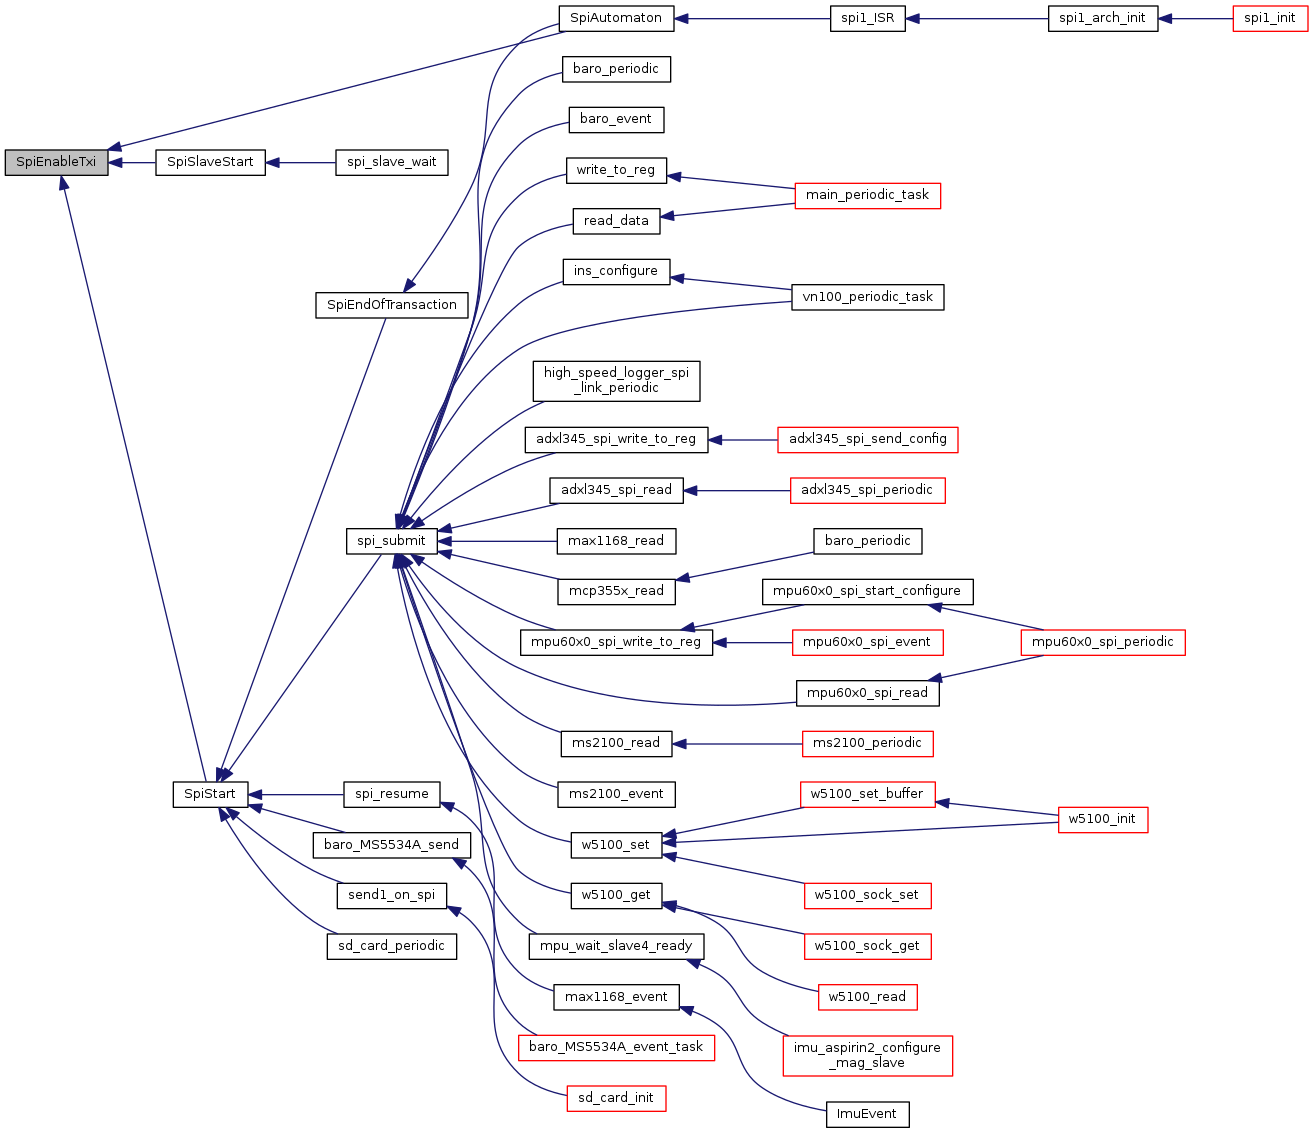 SpiAutomaton
spi1_ISR
spi1_arch_init
spi1_init
baro_periodic
baro_event
SpiEnableTxi
SpiSlaveStart
spi_slave_wait
write_to_reg
main_periodic_task
read_data
ins_configure
vn100_periodic_task
SpiEndOfTransaction
high_speed_logger_spi
_link_periodic
adxl345_spi_write_to_reg
adxl345_spi_send_config
adxl345_spi_read
adxl345_spi_periodic
spi_submit
max1168_read
baro_periodic
mcp355x_read
mpu60x0_spi_start_configure
mpu60x0_spi_write_to_reg
mpu60x0_spi_event
mpu60x0_spi_periodic
mpu60x0_spi_read
ms2100_read
ms2100_periodic
SpiStart
spi_resume
ms2100_event
w5100_set_buffer
w5100_init
baro_MS5534A_send
w5100_set
send1_on_spi
w5100_get
w5100_sock_set
sd_card_periodic
mpu_wait_slave4_ready
w5100_sock_get
max1168_event
w5100_read
baro_MS5534A_event_task
imu_aspirin2_configure
_mag_slave
sd_card_init
ImuEvent